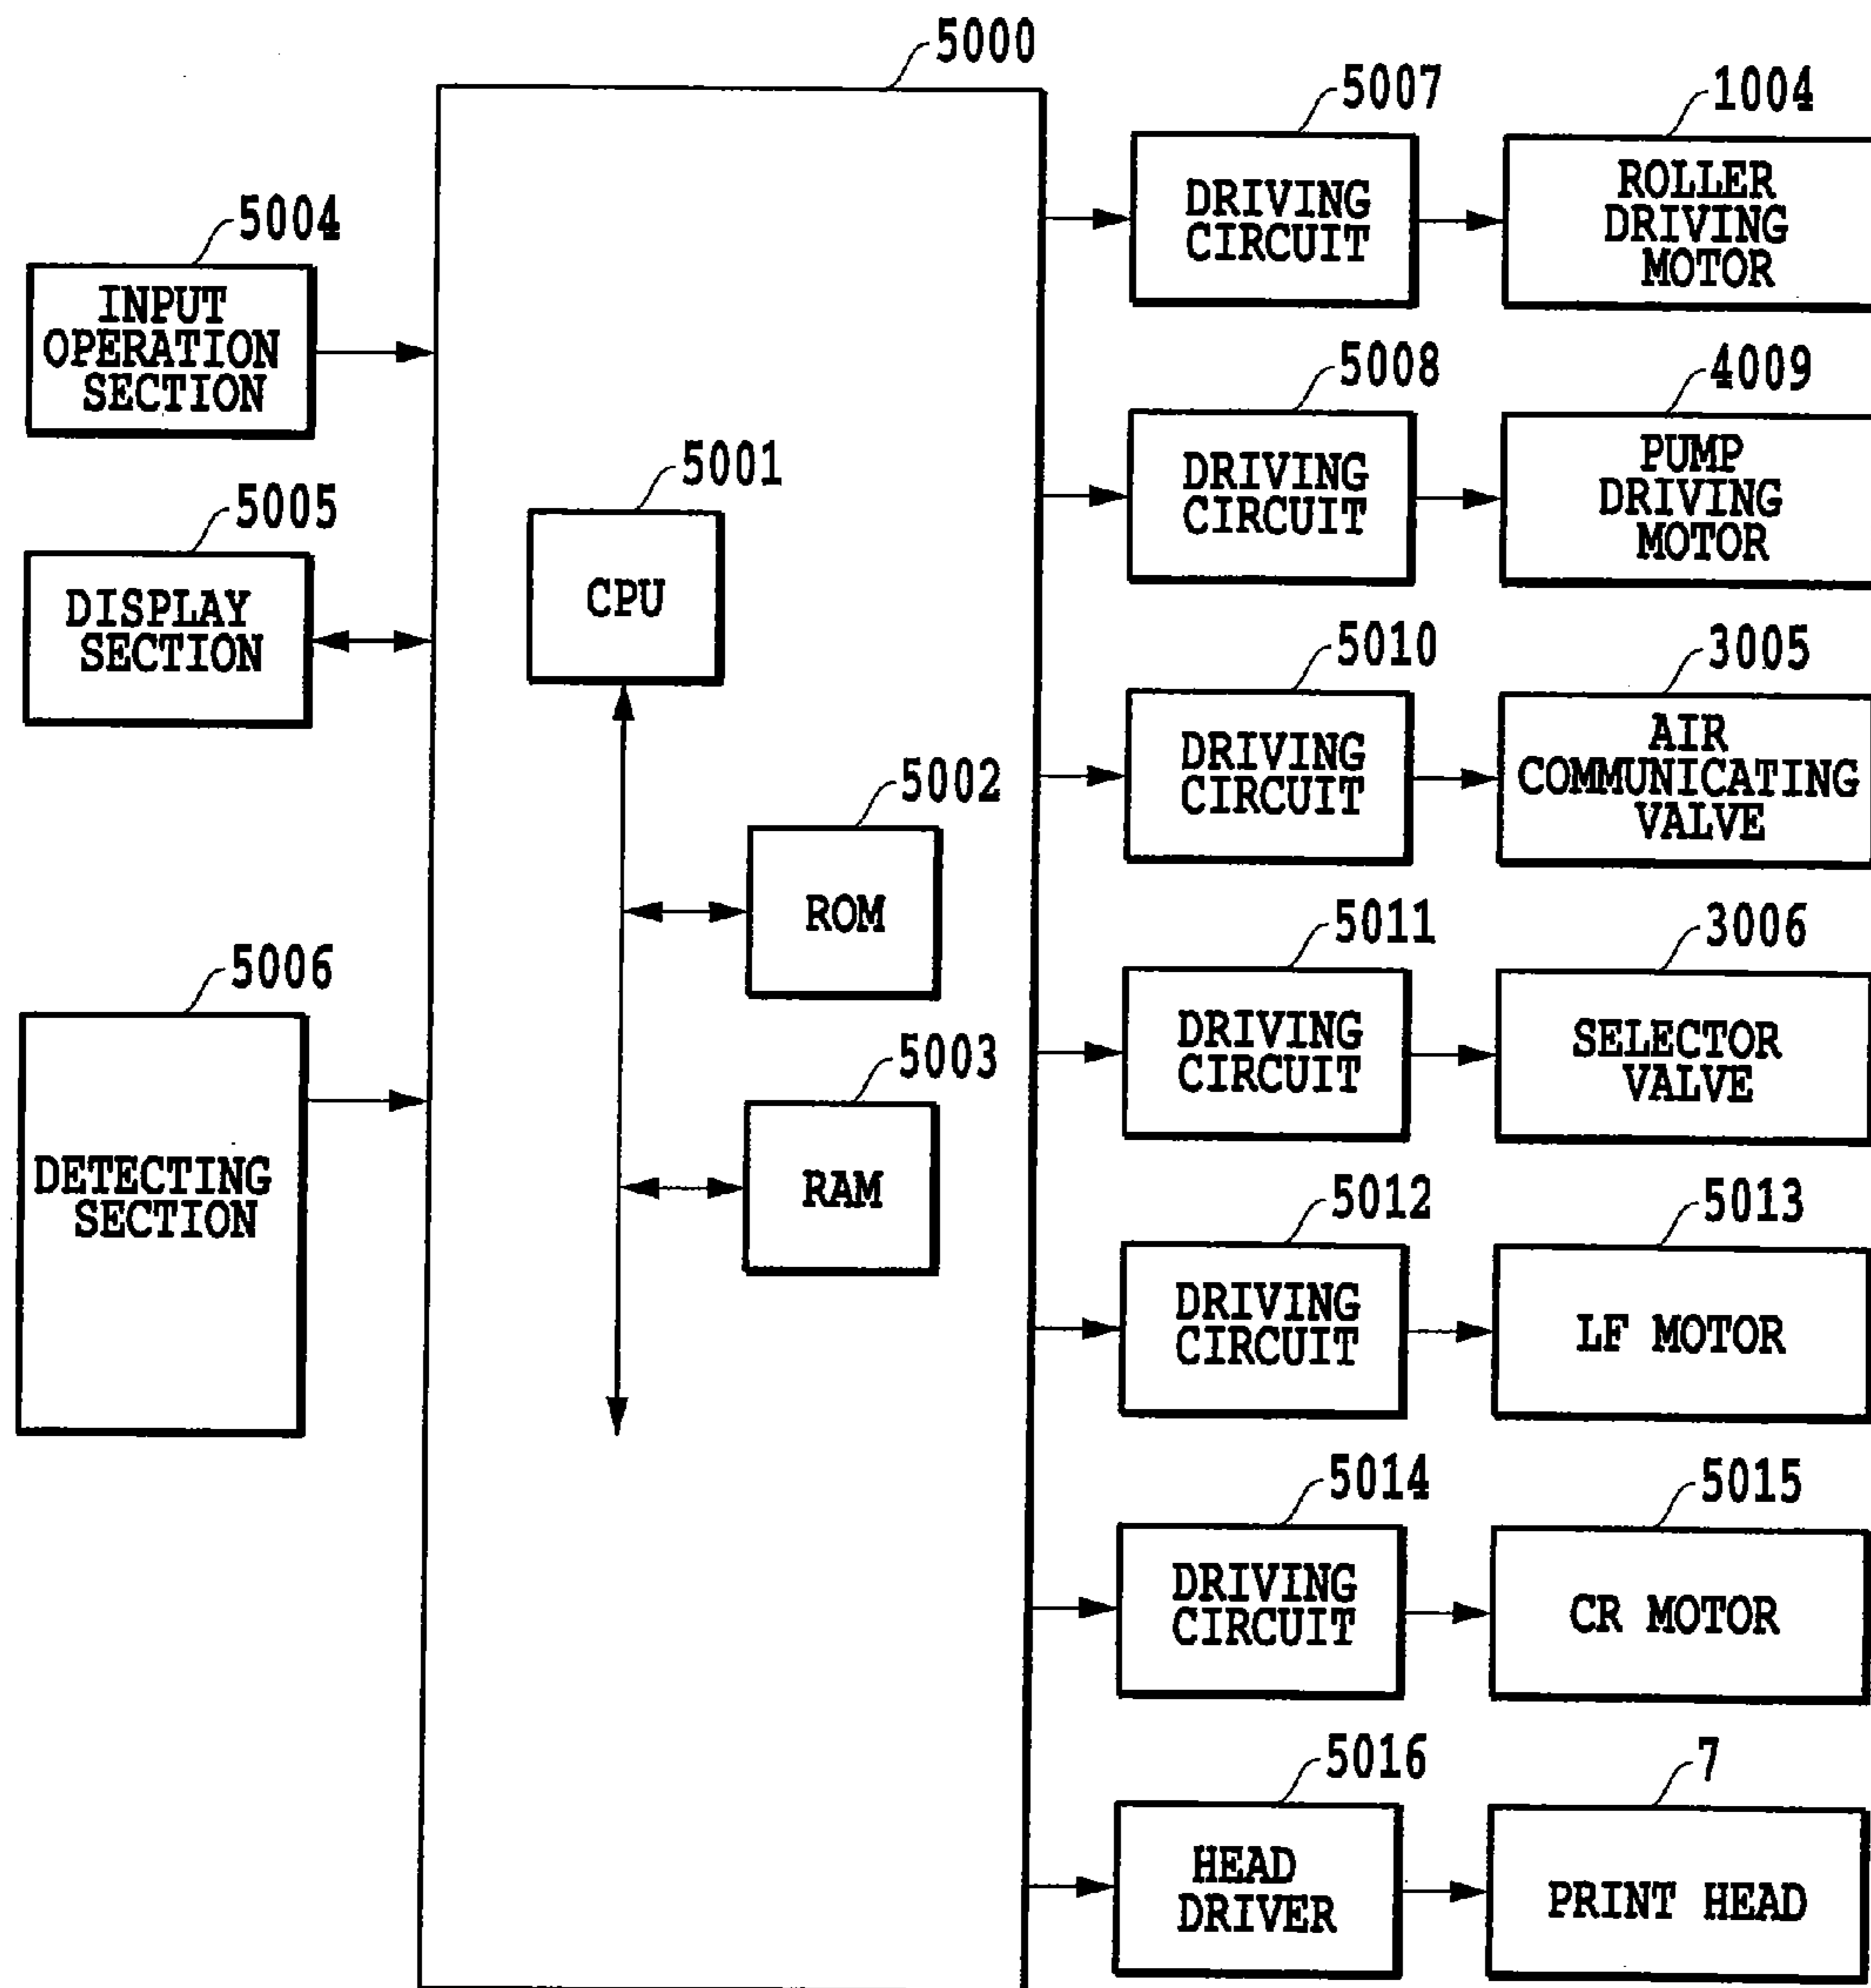 5000
5004
INPUT
OPERATION
SECTION
5005
DISPLAY
SECTION
5006
DETECTING
SECTION
5001
CPU
5002
ROM
5003
RAM
5007
DRIVING
CIRCUIT
1004
ROLLER
DRIVING
MOTOR
5008
DRIVING
CIRCUIT
4009
PUMP
DRIVING
MOTOR
5010
DRIVING
CIRCUIT
3005
AIR
COMMUNICATING
VALVE
5011
DRIVING
CIRCUIT
3006
SELECTOR
VALVE
5012
DRIVING
CIRCUIT
5013
LF MOTOR
5014
DRIVING
CIRCUIT
5015
CR MOTOR
5016
HEAD
DRIVER
7
PRINT HEAD